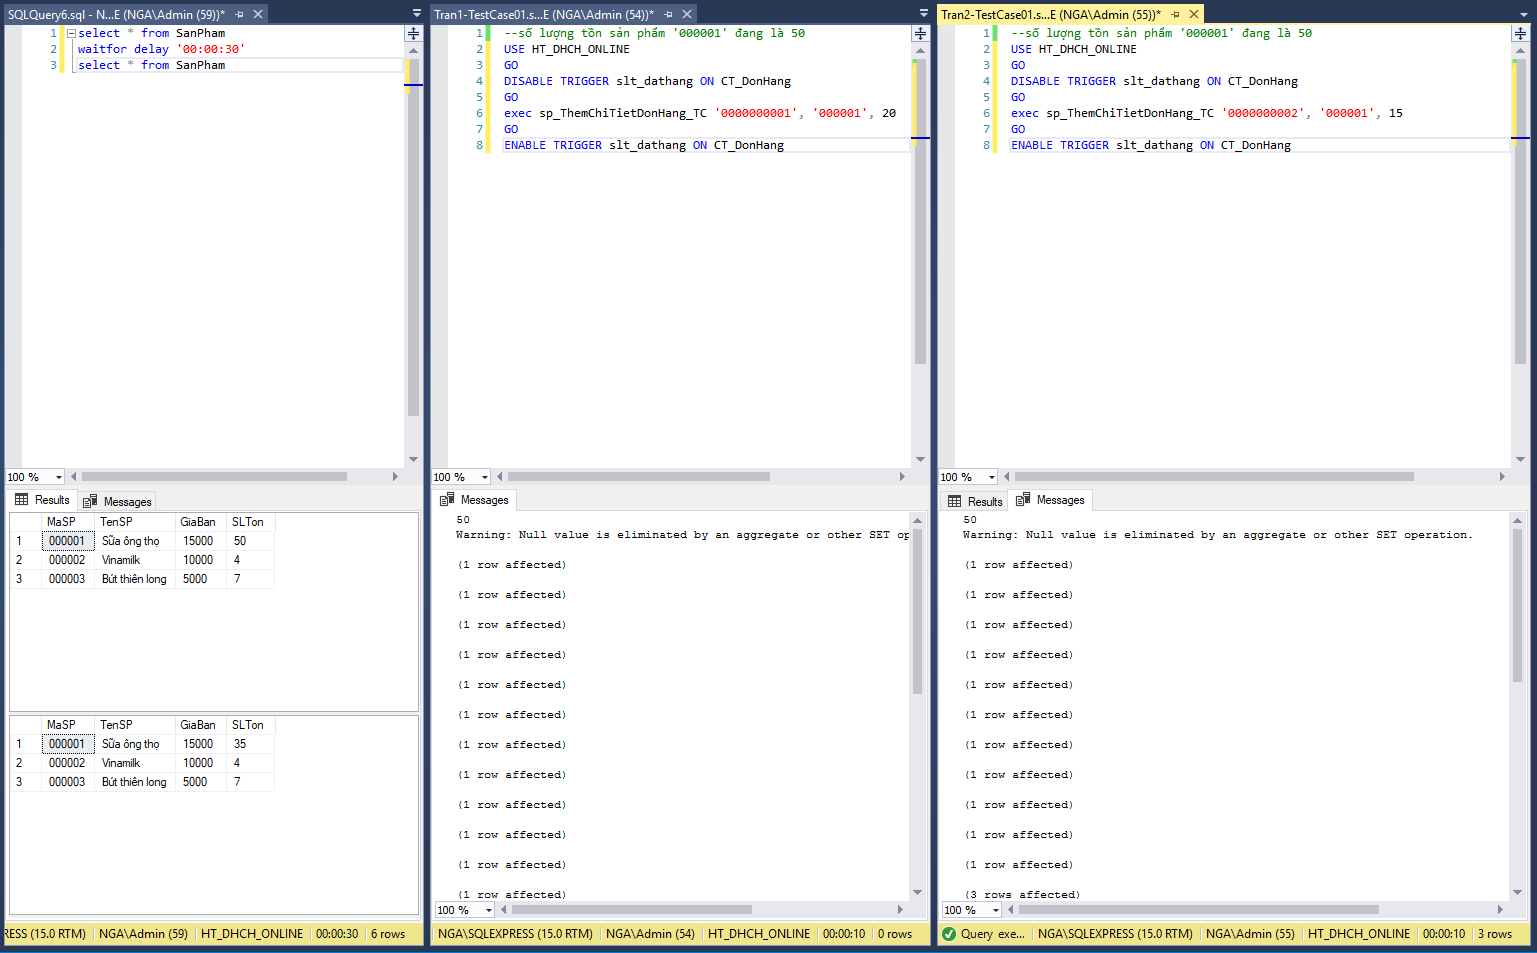 SQLQuery6.sql - N...E (NGA\Admin (59))*
1 select * from SanPham
2 waitfor delay '00:00:30'
3 select * from SanPham
100 %
Results Messages
MaSP TenSP GiaBan SLTon
1 000001 Sữa ông thọ 15000 50
2 000002 Vinamilk 10000 4
3 000003 Bút thiên long 5000 7
MaSP TenSP GiaBan SLTon
1 000001 Sữa ông thọ 15000 35
2 000002 Vinamilk 10000 4
3 000003 Bút thiên long 5000 7
RESS (15.0 RTM) NGA\Admin (59) HT_DHCH_ONLINE 00:00:30 6 rows
Tran1-TestCase01.s...E (NGA\Admin (54))*
1 --số lượng tồn sản phẩm '000001' đang là 50
2 USE HT_DHCH_ONLINE
3 GO
4 DISABLE TRIGGER slt_dathang ON CT_DonHang
5 GO
6 exec sp_ThemChiTietDonHang_TC '0000000001', '000001', 20
7 GO
8 ENABLE TRIGGER slt_dathang ON CT_DonHang
100 %
Messages
50
Warning: Null value is eliminated by an aggregate or other SET op
(1 row affected)
(1 row affected)
(1 row affected)
(1 row affected)
(1 row affected)
(1 row affected)
(1 row affected)
(1 row affected)
(1 row affected)
(1 row affected)
(1 row affected)
(1 row affected)
100 %
NGA\SQLEXPRESS (15.0 RTM) NGA\Admin (54) HT_DHCH_ONLINE 00:00:10 0 rows
Tran2-TestCase01.s...E (NGA\Admin (55))*
1 --số lượng tồn sản phẩm '000001' đang là 50
2 USE HT_DHCH_ONLINE
3 GO
4 DISABLE TRIGGER slt_dathang ON CT_DonHang
5 GO
6 exec sp_ThemChiTietDonHang_TC '0000000002', '000001', 15
7 GO
8 ENABLE TRIGGER slt_dathang ON CT_DonHang
100 %
Results Messages
50
Warning: Null value is eliminated by an aggregate or other SET operation.
(1 row affected)
(1 row affected)
(1 row affected)
(1 row affected)
(1 row affected)
(1 row affected)
(1 row affected)
(1 row affected)
(1 row affected)
(1 row affected)
(1 row affected)
(3 rows affected)
100 %
Query exe... NGA\SQLEXPRESS (15.0 RTM) NGA\Admin (55) HT_DHCH_ONLINE 00:00:10 3 rows